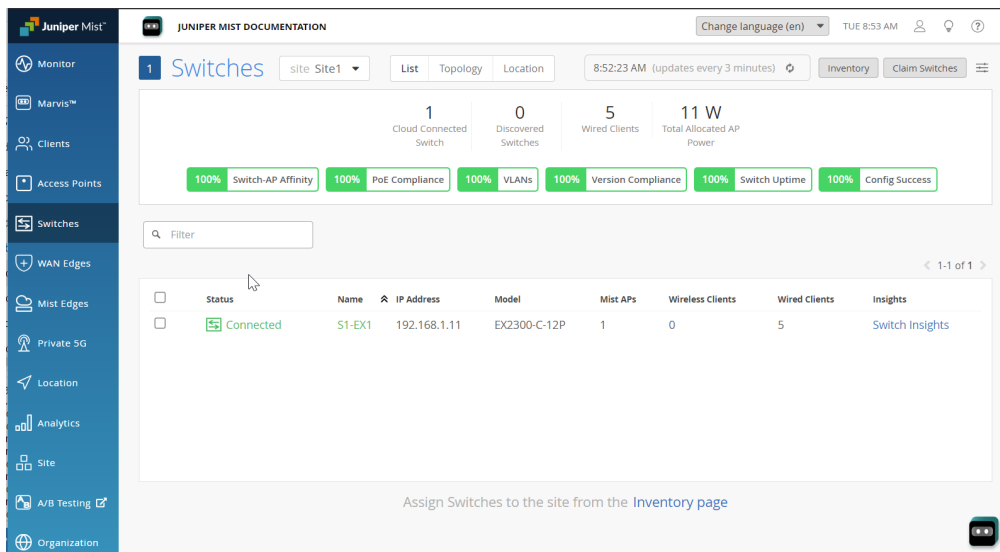 Juniper Mist™
JUNIPER MIST DOCUMENTATION
Change language (en)
TUE 8:53 AM
?
Monitor
Marvis™
Clients
Access Points
Switches
WAN Edges
Mist Edges
Private 5G
Location
Analytics
Site
A/B Testing
Organization
1 Switches
site Site1
List Topology Location
8:52:23 AM (updates every 3 minutes)
Inventory
Claim Switches
1
Cloud Connected
Switch
0
Discovered
Switches
5
Wired Clients
11 W
Total Allocated AP
Power
100% Switch-AP Affinity
100% PoE Compliance
100% VLANs
100% Version Compliance
100% Switch Uptime
100% Config Success
Filter
< 1-1 of 1 >
Status Name IP Address Model Mist APs Wireless Clients Wired Clients Insights
Connected S1-EX1 192.168.1.11 EX2300-C-12P 1 0 5 Switch Insights
Assign Switches to the site from the Inventory page